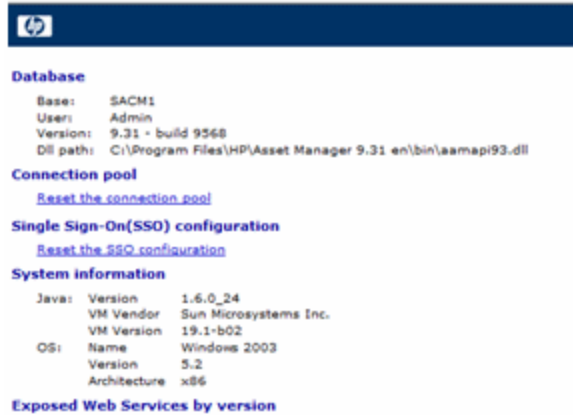 hp
Database
Base: SACM1
User: Admin
Version: 9.31 - build 9568
Dll path: C:\Program Files\HP\Asset Manager 9.31 en\bin\aamapi93.dll
Connection pool
Reset the connection pool
Single Sign-On(SSO) configuration
Reset the SSO configuration
System information
Java: Version 1.6.0_24
VM Vendor Sun Microsystems Inc.
VM Version 19.1-b02
OS: Name Windows 2003
Version 5.2
Architecture x86
Exposed Web Services by version